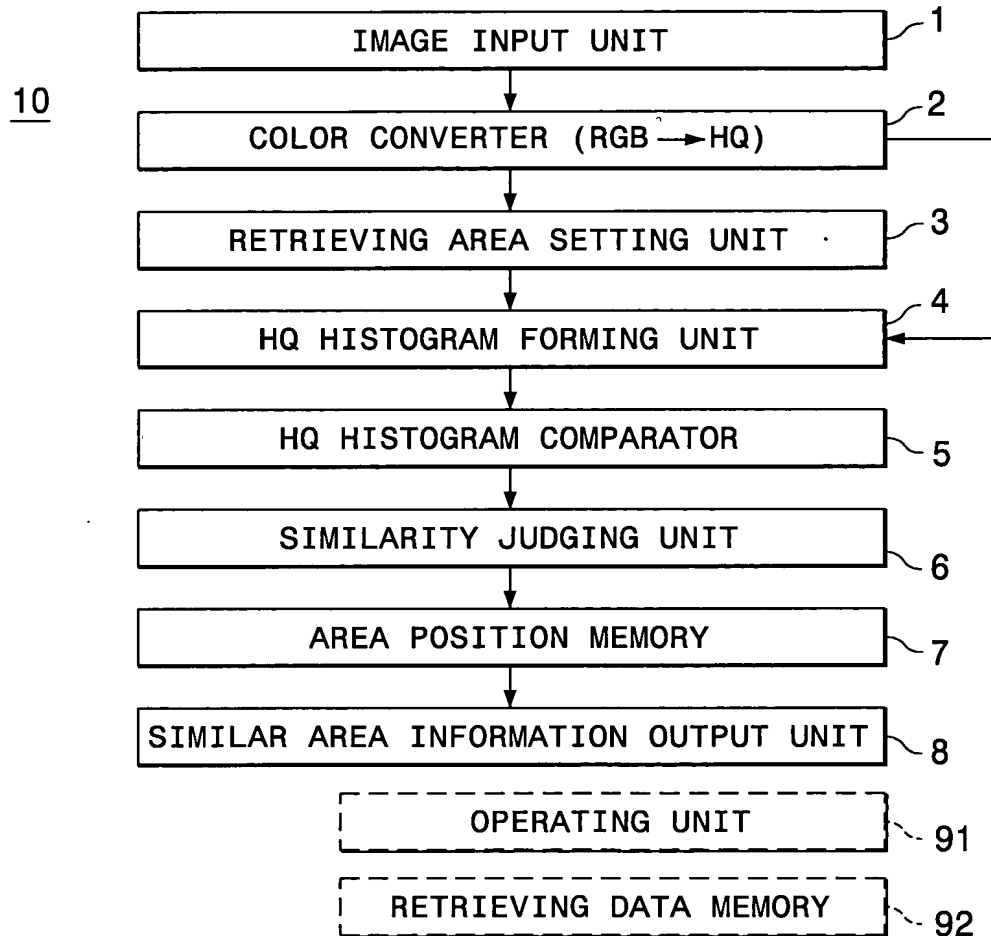 IMAGE INPUT UNIT
1
10
COLOR CONVERTER (RGB → HQ)
2
RETRIEVING AREA SETTING UNIT
3
HQ HISTOGRAM FORMING UNIT
4
HQ HISTOGRAM COMPARATOR
5
SIMILARITY JUDGING UNIT
6
AREA POSITION MEMORY
7
SIMILAR AREA INFORMATION OUTPUT UNIT
8
OPERATING UNIT
91
RETRIEVING DATA MEMORY
92